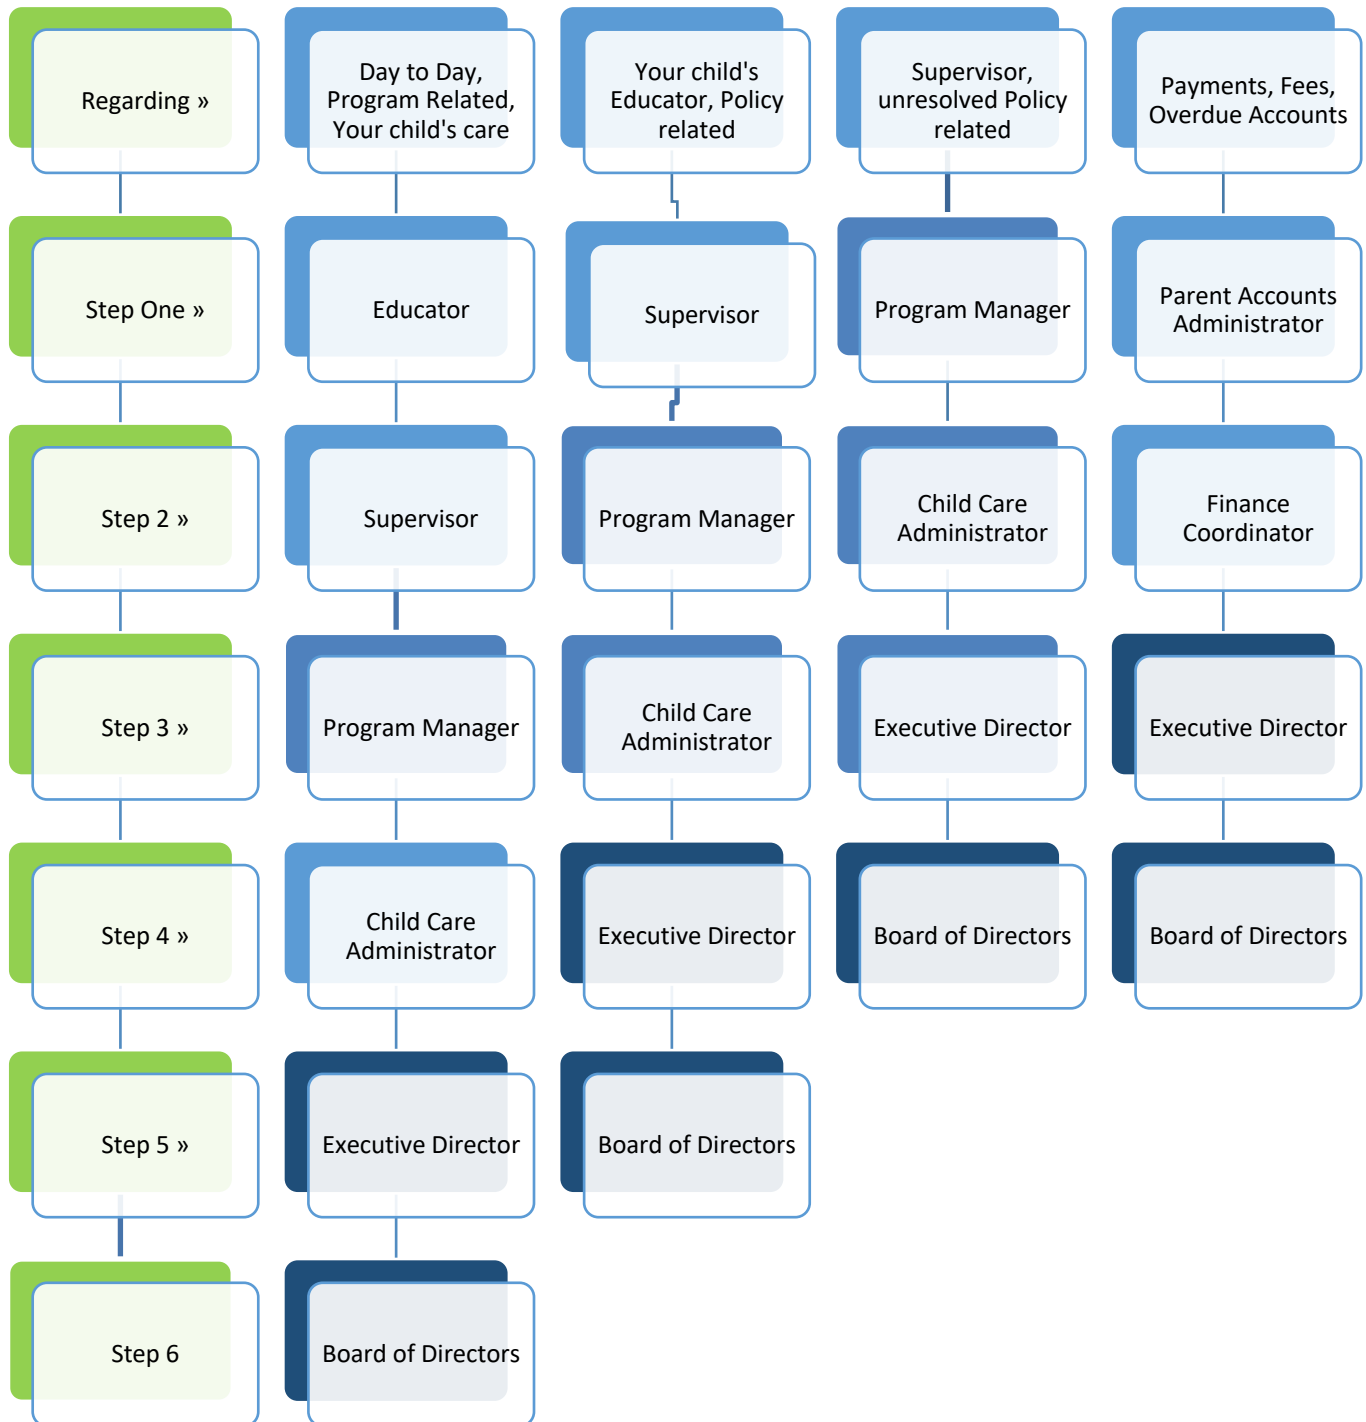 Regarding »
Day to Day,
Program Related,
Your child's care
Your child's
Educator, Policy
related
Supervisor,
unresolved Policy
related
Payments, Fees,
Overdue Accounts
Step One »
Educator
Supervisor
Program Manager
Parent Accounts
Administrator
Step 2 »
Supervisor
Program Manager
Child Care
Administrator
Finance
Coordinator
Step 3 »
Program Manager
Child Care
Administrator
Executive Director
Executive Director
Step 4 »
Child Care
Administrator
Executive Director
Board of Directors
Board of Directors
Step 5 »
Executive Director
Board of Directors
Step 6
Board of Directors